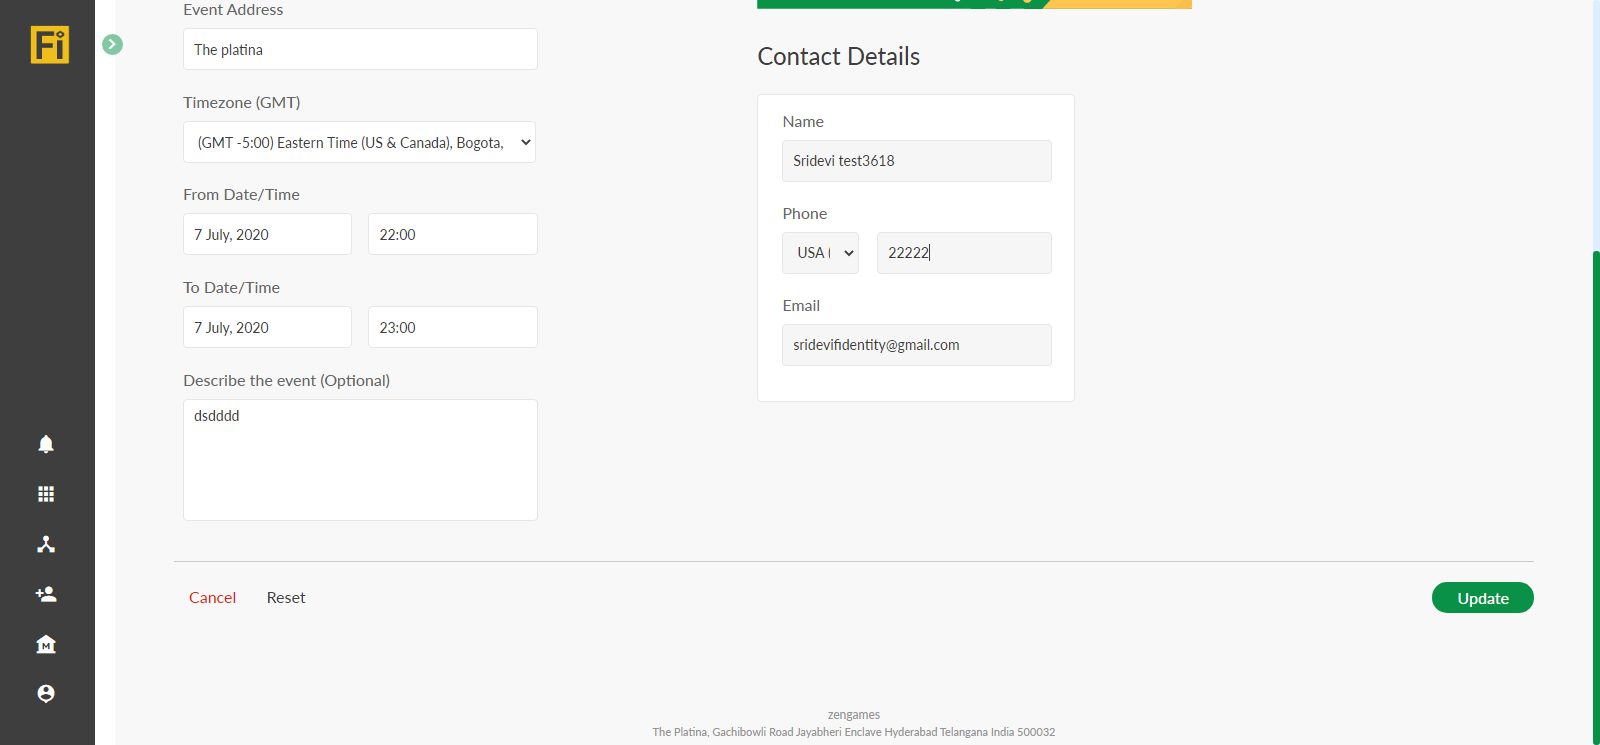 Fi
Event Address
The platina
Timezone (GMT)
(GMT -5:00) Eastern Time (US & Canada), Bogota,
From Date/Time
7 July, 2020
22:00
To Date/Time
7 July, 2020
23:00
Describe the event (Optional)
dsdddd
Contact Details
Name
Sridevi test3618
Phone
USA (
22222
Email
sridevifidentity@gmail.com
Cancel
Reset
Update
M
zengames
The Platina, Gachibowli Road Jayabheri Enclave Hyderabad Telangana India 500032